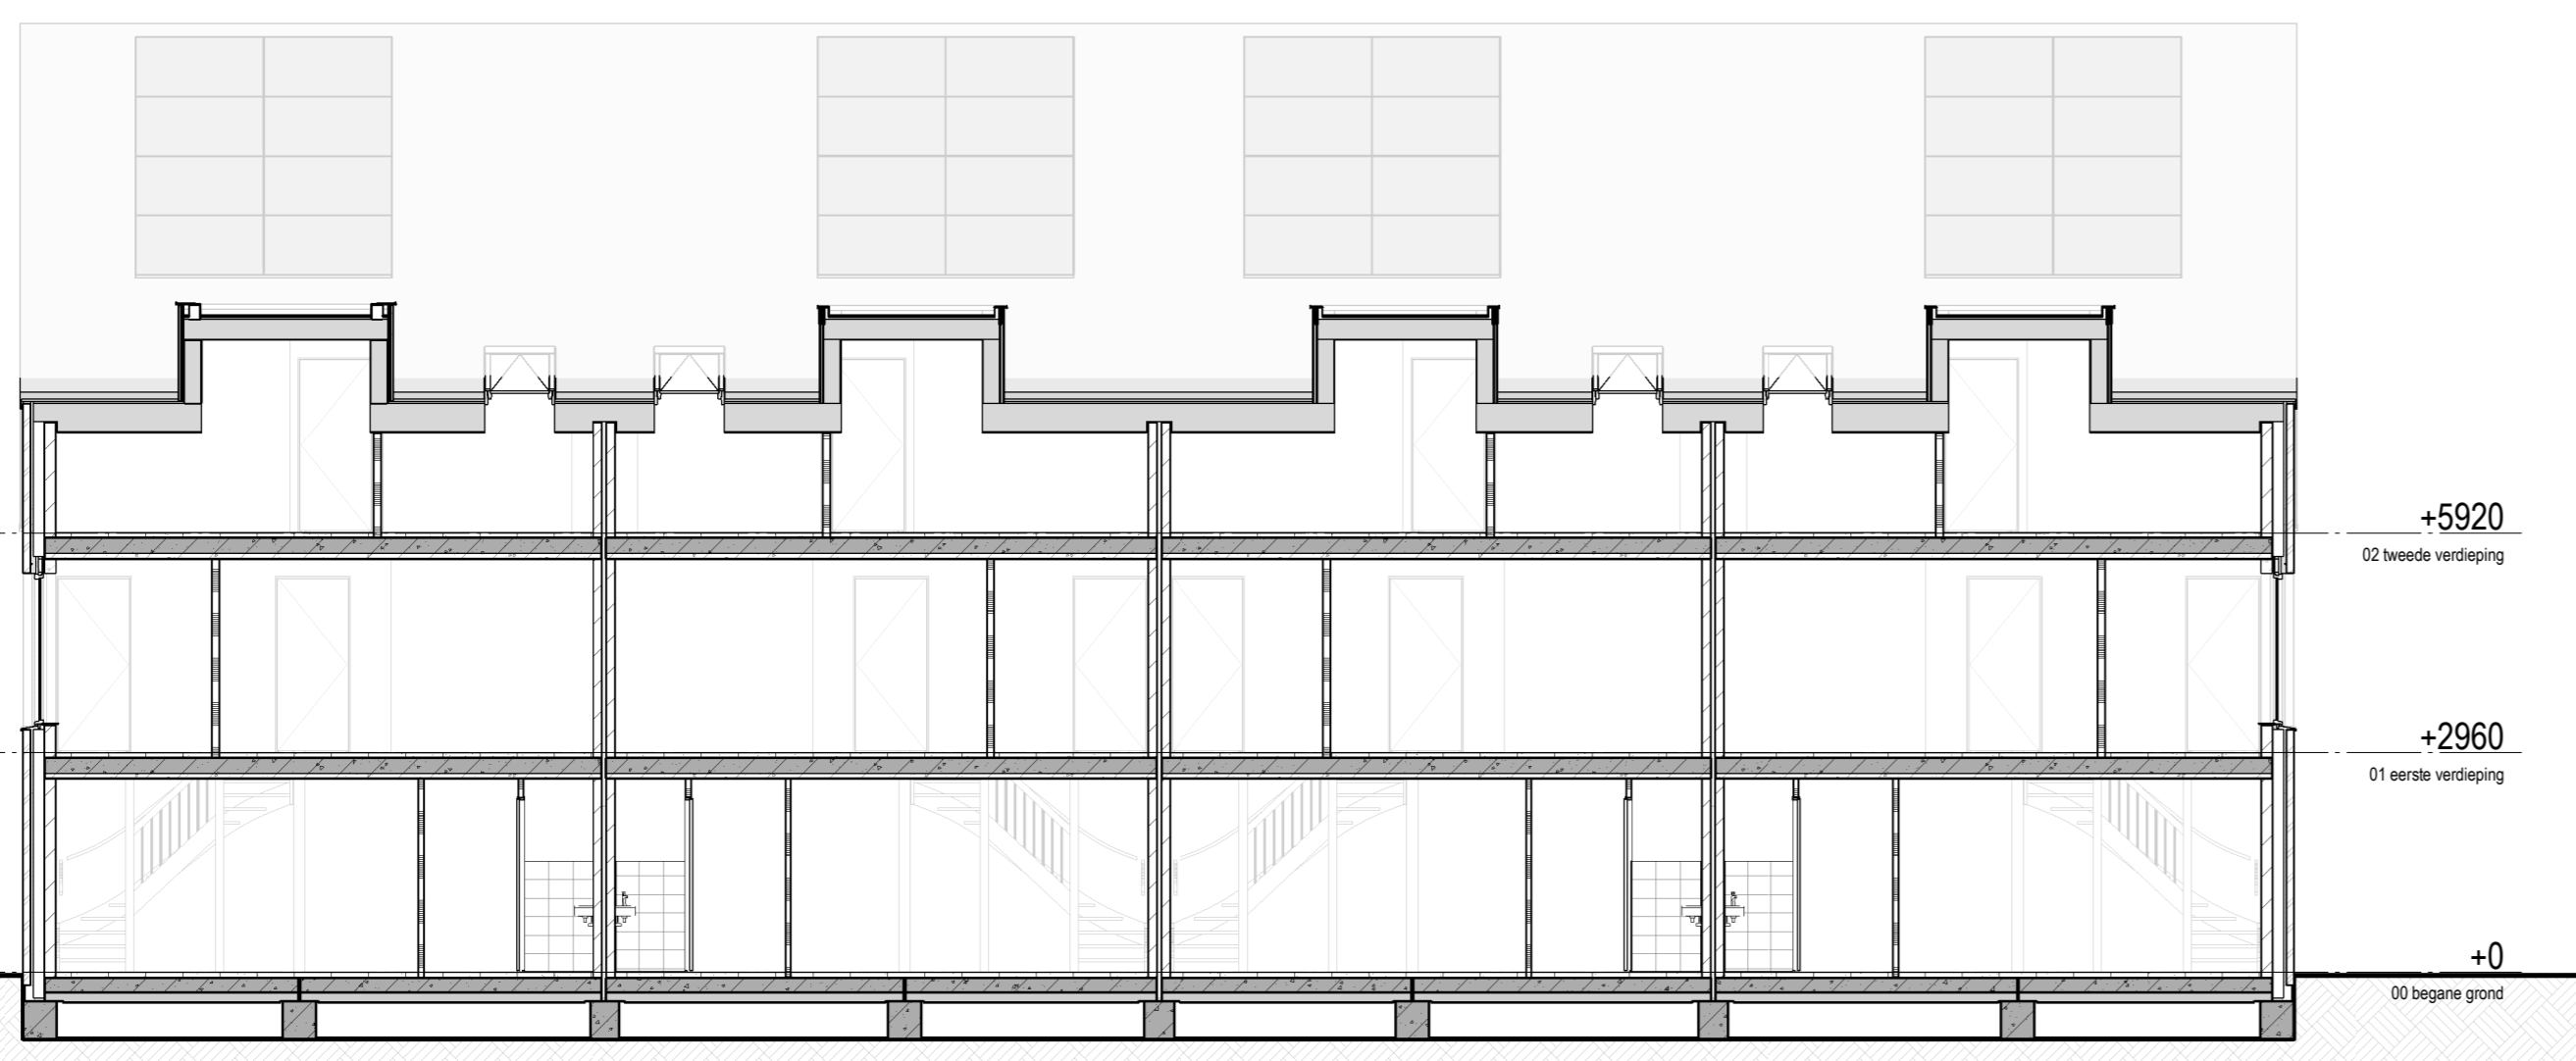 +5920
02 tweede verdieping
+2960
01 eerste verdieping
+0
00 begane grond